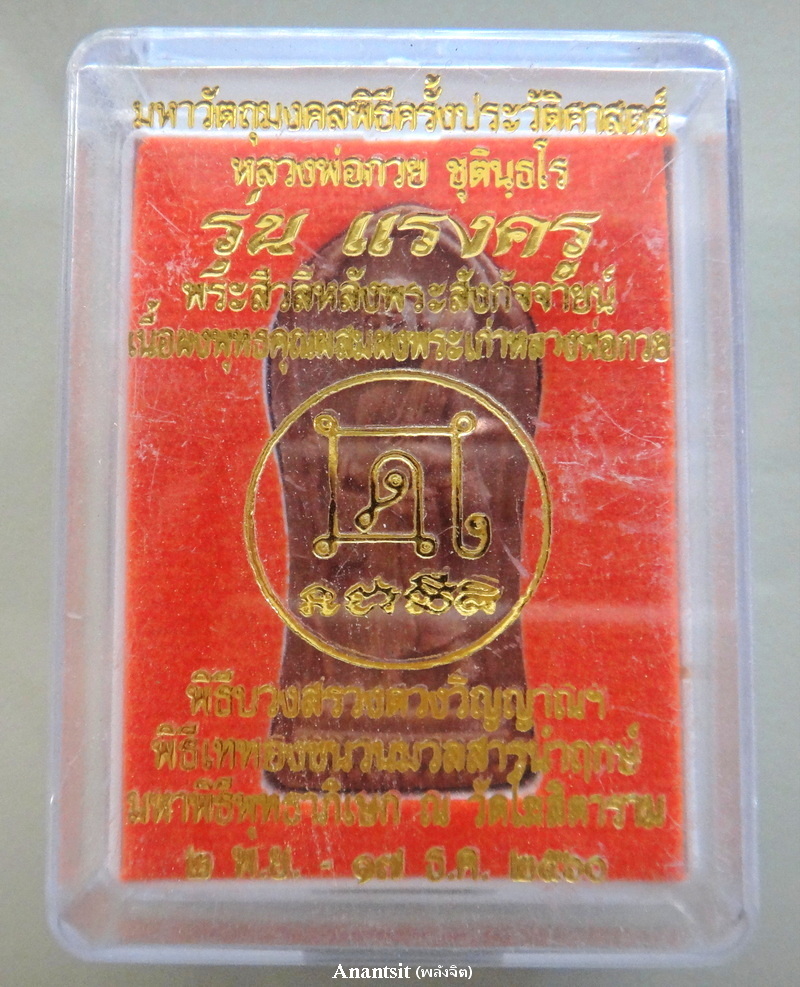 มหาวัตถุมงคลพิธีครั้งประวัติศาสตร์
หลวงพ่อกวย ชุตินฺธโร
รุ่น แรงครู
พระสิวลีหลังพระสังกัจจายน์
เนื้อผงพุทธคุณผสมผงพระเก่าหลวงพ่อกวย
พิธีบวงสรวงดวงวิญญาณฯ
พิธีเททองชนวนมวลสารนำฤกษ์
มหาพิธีพุทธาภิเษก ณ วัดโฆสิตาราม
๒ พ.ย. - ๑๗ ธ.ค. ๒๕๖๐
Anantsit (พลังจิต)